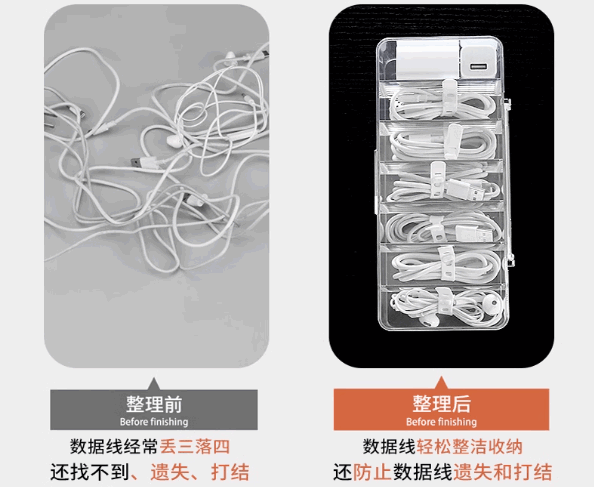 整理前
Before finishing
数据线经常丢三落四
还找不到、遗失、打结
整理后
Before finishing
数据线轻松整洁收纳
还防止数据线遗失和打结